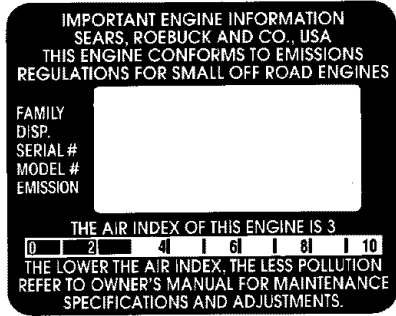 IMPORTANT ENGINE INFORMATION
SEARS, ROEBUCK AND CO., USA
THIS ENGINE CONFORMS TO EMISSIONS
REGULATIONS FOR SMALL OFF ROAD ENGINES
FAMILY
DISP.
SERIAL #
MODEL #
EMISSION
THE AIR INDEX OF THIS ENGINE IS 3
0 2 4 6 8 10
THE LOWER THE AIR INDEX, THE LESS POLLUTION
REFER TO OWNER'S MANUAL FOR MAINTENANCE
SPECIFICATIONS AND ADJUSTMENTS.